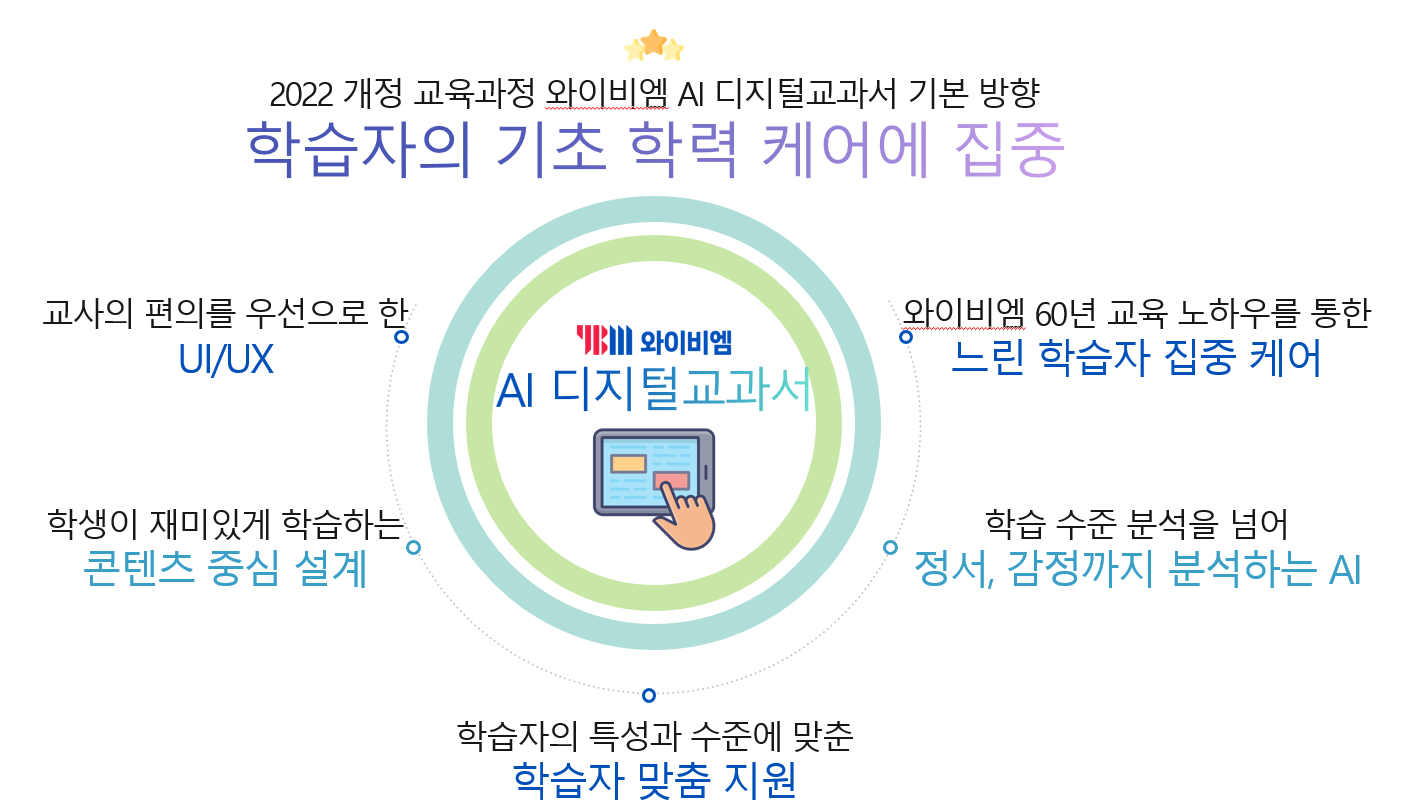 2022 개정 교육과정 와이비엠 AI 디지털교과서 기본 방향
학습자의 기초 학력 케어에 집중
교사의 편의를 우선으로 한
UI/UX
와이비엠 60년 교육 노하우를 통한
느린 학습자 집중 케어
YBM 와이비엠
AI 디지털교과서
학생이 재미있게 학습하는
콘텐츠 중심 설계
학습 수준 분석을 넘어
정서, 감정까지 분석하는 AI
학습자의 특성과 수준에 맞춘
학습자 맞춤 지원